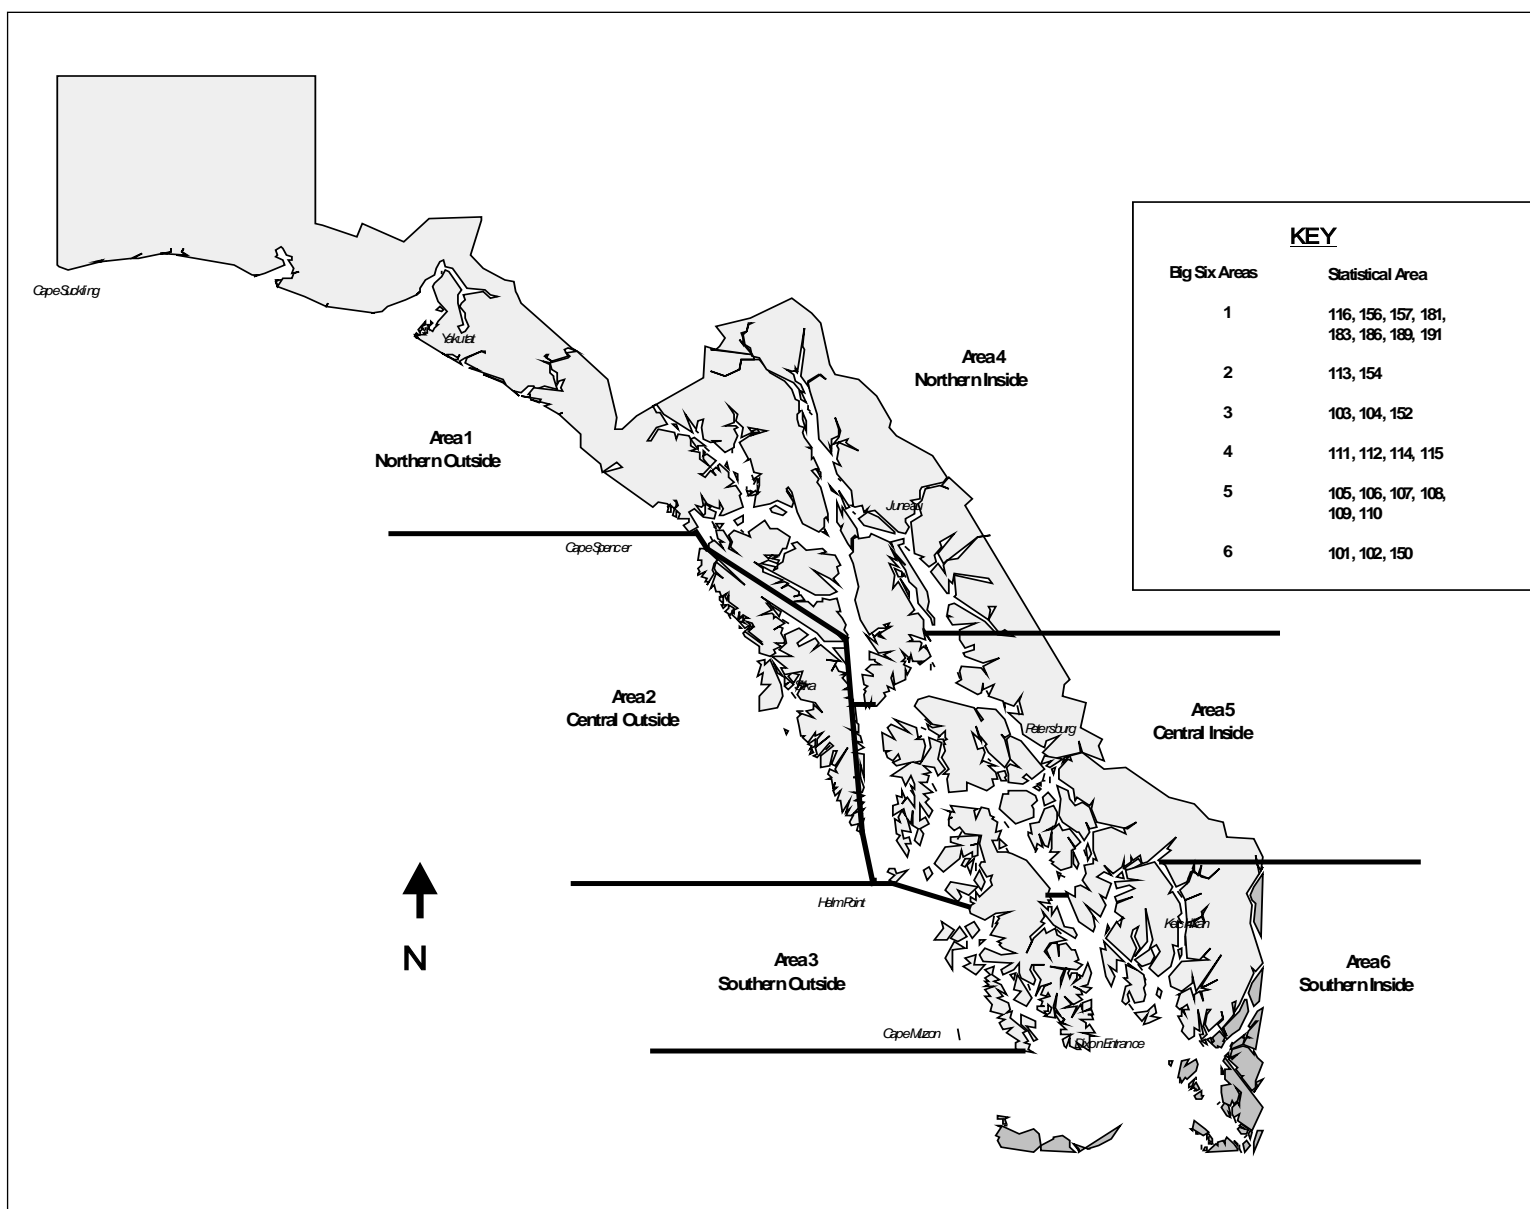 KEY
Big Six Areas
Statistical Area
1
116, 156, 157, 181,
183, 186, 189, 191
2
113, 154
3
103, 104, 152
4
111, 112, 114, 115
5
105, 106, 107, 108,
109, 110
6
101, 102, 150
Cape Suckling
Yakutat
Area 4
Northern Inside
Area 1
Northern Outside
Juneau
Cape Spencer
Sitka
Area 2
Central Outside
Area 5
Central Inside
Petersburg
Halm Point
Ketchikan
N
Area 3
Southern Outside
Area 6
Southern Inside
Cape Muzon
Dixon Entrance